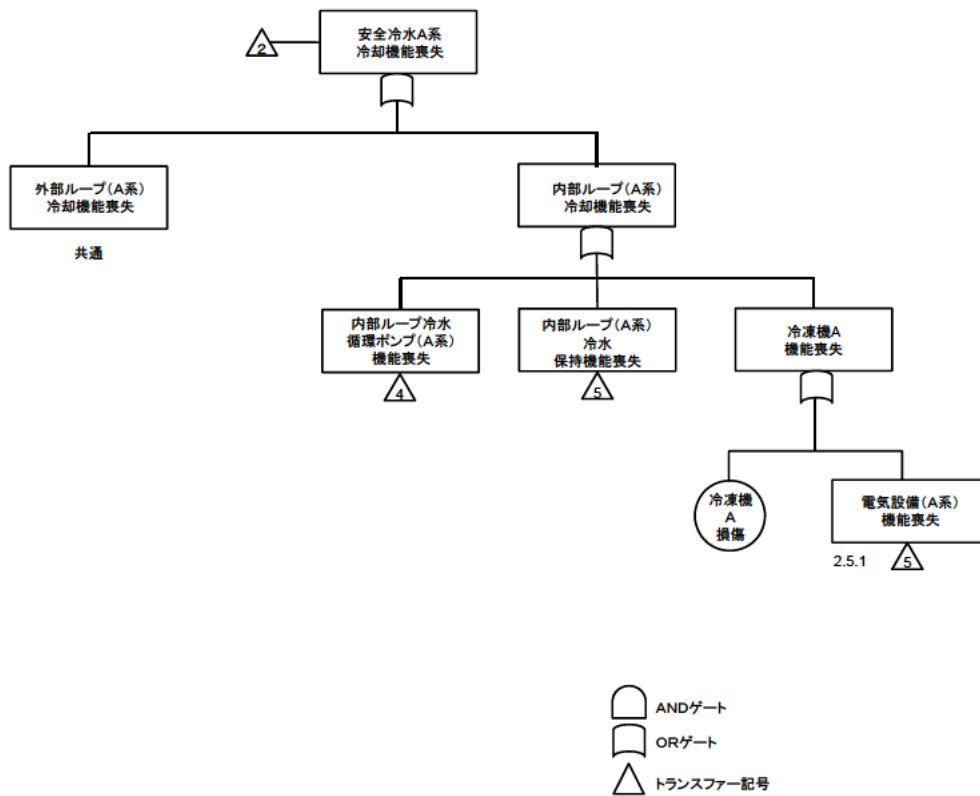 安全冷水A系
冷却機能喪失
2
外部ループ(A系)
冷却機能喪失
共通
内部ループ(A系)
冷却機能喪失
内部ループ冷水
循環ポンプ(A系)
機能喪失
4
内部ループ(A系)
冷水
保持機能喪失
5
冷凍機A
機能喪失
冷凍機
A
損傷
電気設備(A系)
機能喪失
2.5.1
5
ANDゲート
ORゲート
トランスファー記号